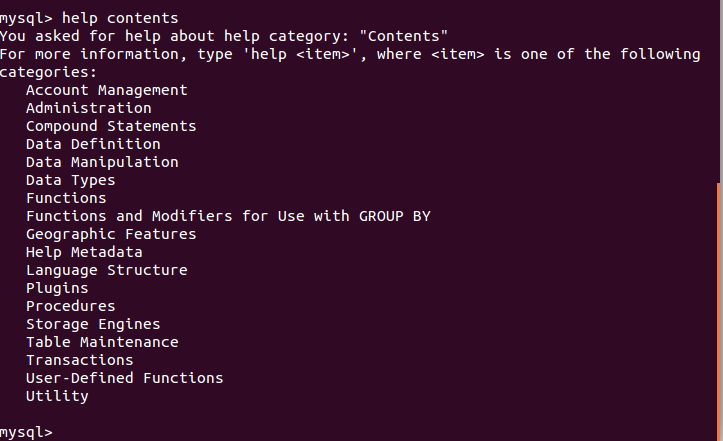 mysql> help contents
You asked for help about help category: "Contents"
For more information, type 'help <item>', where <item> is one of the following
categories:
   Account Management
   Administration
   Compound Statements
   Data Definition
   Data Manipulation
   Data Types
   Functions
   Functions and Modifiers for Use with GROUP BY
   Geographic Features
   Help Metadata
   Language Structure
   Plugins
   Procedures
   Storage Engines
   Table Maintenance
   Transactions
   User-Defined Functions
   Utility
mysql>